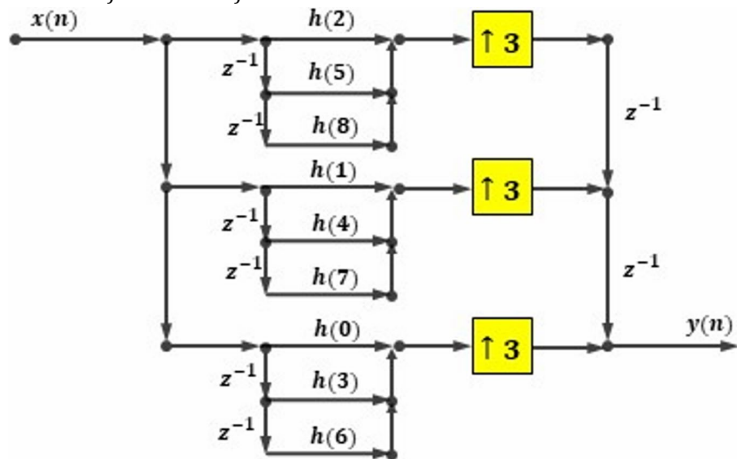 x(n)
h(2)
↑ 3
z⁻¹
h(5)
z⁻¹
z⁻¹
h(8)
h(1)
↑ 3
z⁻¹
h(4)
z⁻¹
z⁻¹
h(7)
h(0)
↑ 3
y(n)
z⁻¹
h(3)
z⁻¹
h(6)